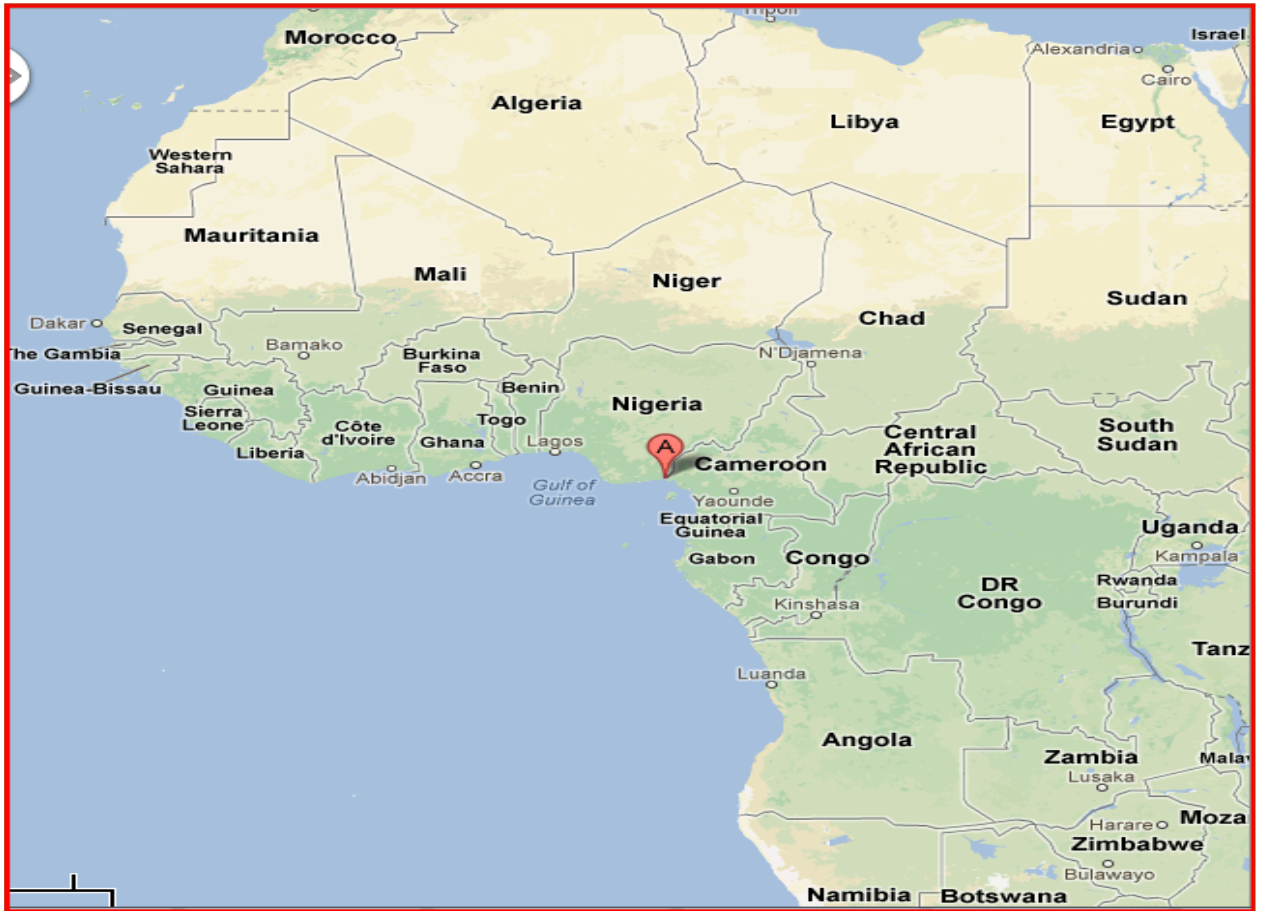 Tripoli
Morocco
Israel
Alexandria
Cairo
Algeria
Libya
Egypt
Western
Sahara
Mauritania
Mali
Niger
Sudan
Chad
Dakar
Senegal
The Gambia
Bamako
Burkina
Faso
N'Djamena
Guinea-Bissau
Guinea
Benin
Nigeria
Sierra
Leone
Côte
d'Ivoire
Togo
Ghana
Lagos
Liberia
Abidjan
Accra
Gulf of
Guinea
A
Cameroon
Central
African
Republic
South
Sudan
Yaounde
Equatorial
Guinea
Gabon
Congo
Uganda
Kampala
DR
Congo
Rwanda
Burundi
Kinshasa
Tanz
Luanda
Angola
Zambia
Lusaka
Malav
Harare
Moza
Zimbabwe
Bulawayo
Namibia
Botswana